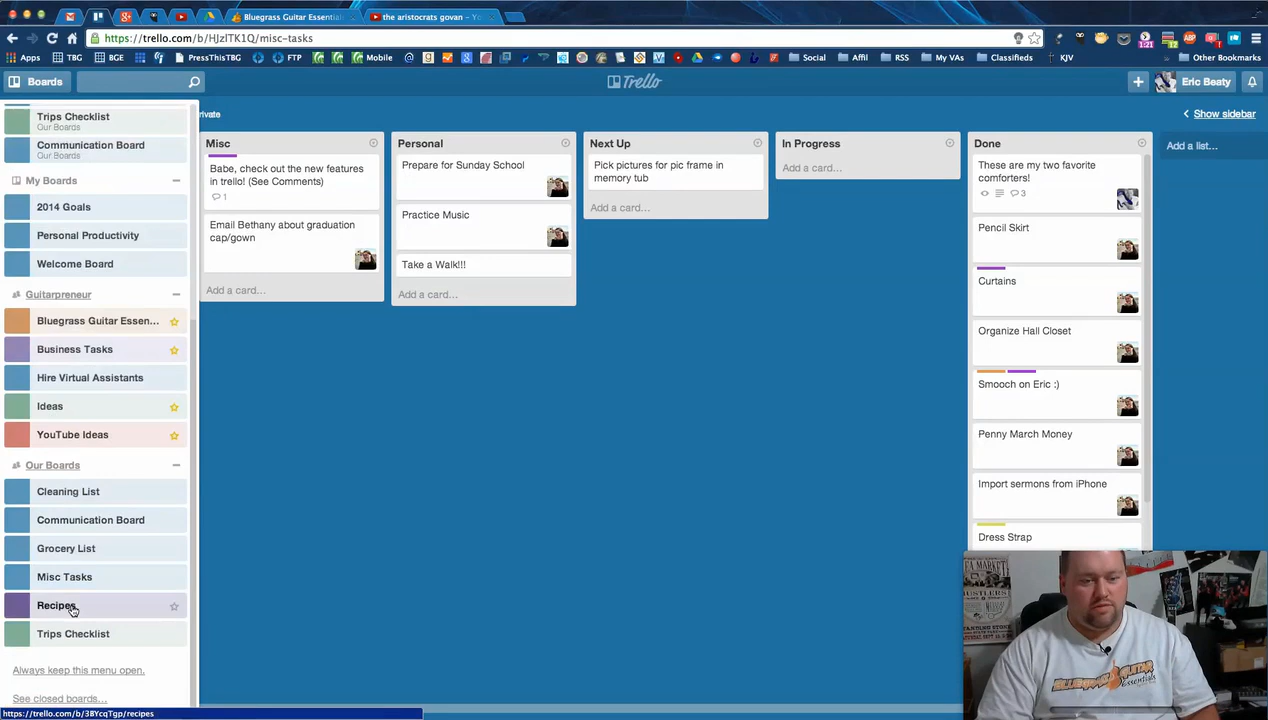 Bluegrass Guitar Essentials
the aristocrats govan - Yo
https://trello.com/b/HJzlTK1Q/misc-tasks
Apps
TBG
BGE
PressThisTBG
FTP
Mobile
Social
Affil
RSS
My VAs
Classifieds
KJV
Other Bookmarks
Boards
Trello
Eric Beaty
rivate
Show sidebar
Trips Checklist
Our Boards
Communication Board
Our Boards
My Boards
2014 Goals
Personal Productivity
Welcome Board
Guitarpreneur
Bluegrass Guitar Essen...
Business Tasks
Hire Virtual Assistants
Ideas
YouTube Ideas
Our Boards
Cleaning List
Communication Board
Grocery List
Misc Tasks
Recipes
Trips Checklist
Always keep this menu open.
See closed boards...
https://trello.com/b/3BYcqTgp/recipes
Misc
Babe, check out the new features
in trello! (See Comments)
1
Email Bethany about graduation
cap/gown
Add a card...
Personal
Prepare for Sunday School
Practice Music
Take a Walk!!!
Add a card...
Next Up
Pick pictures for pic frame in
memory tub
Add a card...
In Progress
Add a card...
Done
These are my two favorite
comforters!
3
Pencil Skirt
Curtains
Organize Hall Closet
Smooch on Eric :)
Penny March Money
Import sermons from iPhone
Dress Strap
Add a list...
BLUEGRASS GUITAR
Essentials